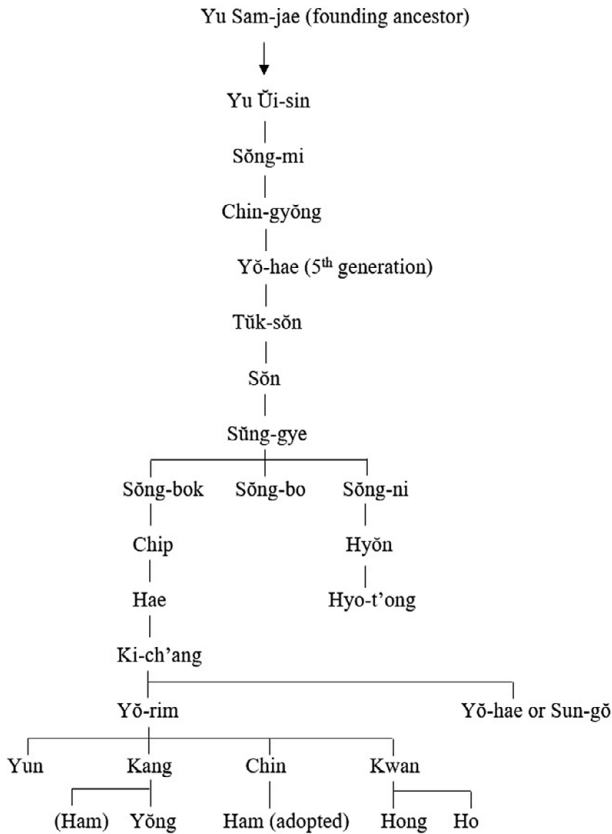 Yu Sam-jae (founding ancestor)
Yu Ŭi-sin
Sŏng-mi
Chin-gyŏng
Yŏ-hae (5th generation)
Tŭk-sŏn
Sŏn
Sŭng-gye
Sŏng-bok Sŏng-bo Sŏng-ni
Chip Hyŏn
Hae Hyo-t’ong
Ki-ch’ang
Yŏ-rim Yŏ-hae or Sun-gŏ
Yun Kang Chin Kwan
(Ham) Yŏng Ham (adopted) Hong Ho